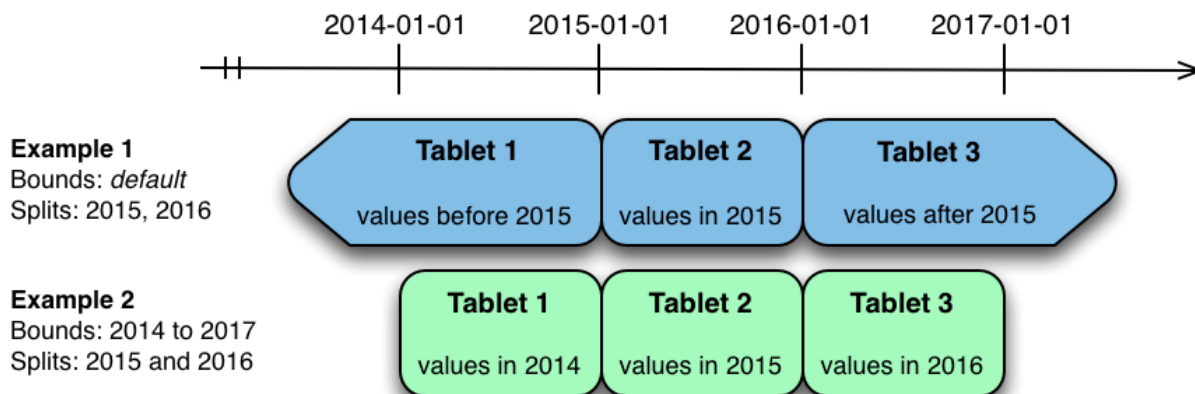 2014-01-01 2015-01-01 2016-01-01 2017-01-01
Example 1
Bounds: default
Splits: 2015, 2016
Tablet 1
values before 2015
Tablet 2
values in 2015
Tablet 3
values after 2015
Example 2
Bounds: 2014 to 2017
Splits: 2015 and 2016
Tablet 1
values in 2014
Tablet 2
values in 2015
Tablet 3
values in 2016